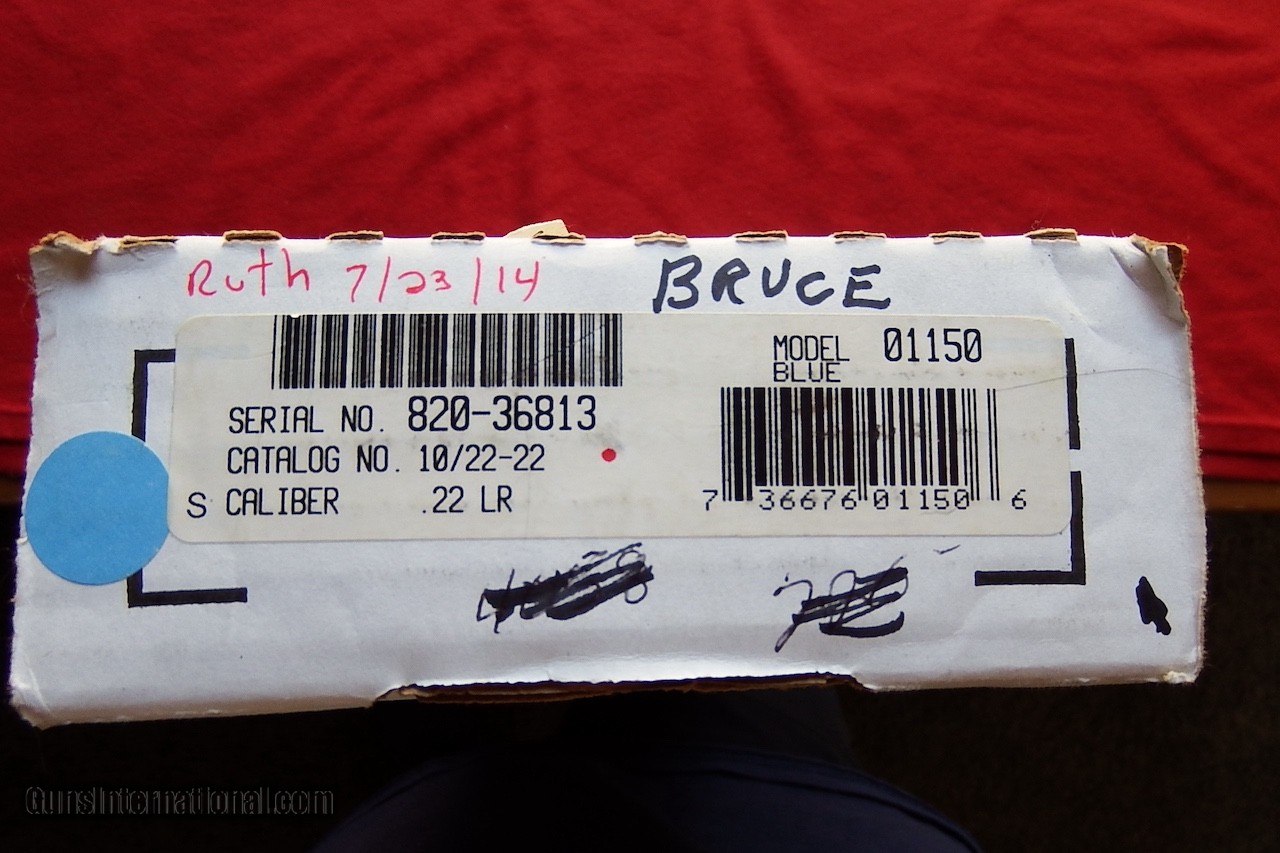 Ruth 7/23/14 BRUCE
MODEL 01150
BLUE
SERIAL NO. 820-36813
CATALOG NO. 10/22-22
S CALIBER .22 LR
7 36676 01150 6
GunsInternational.com